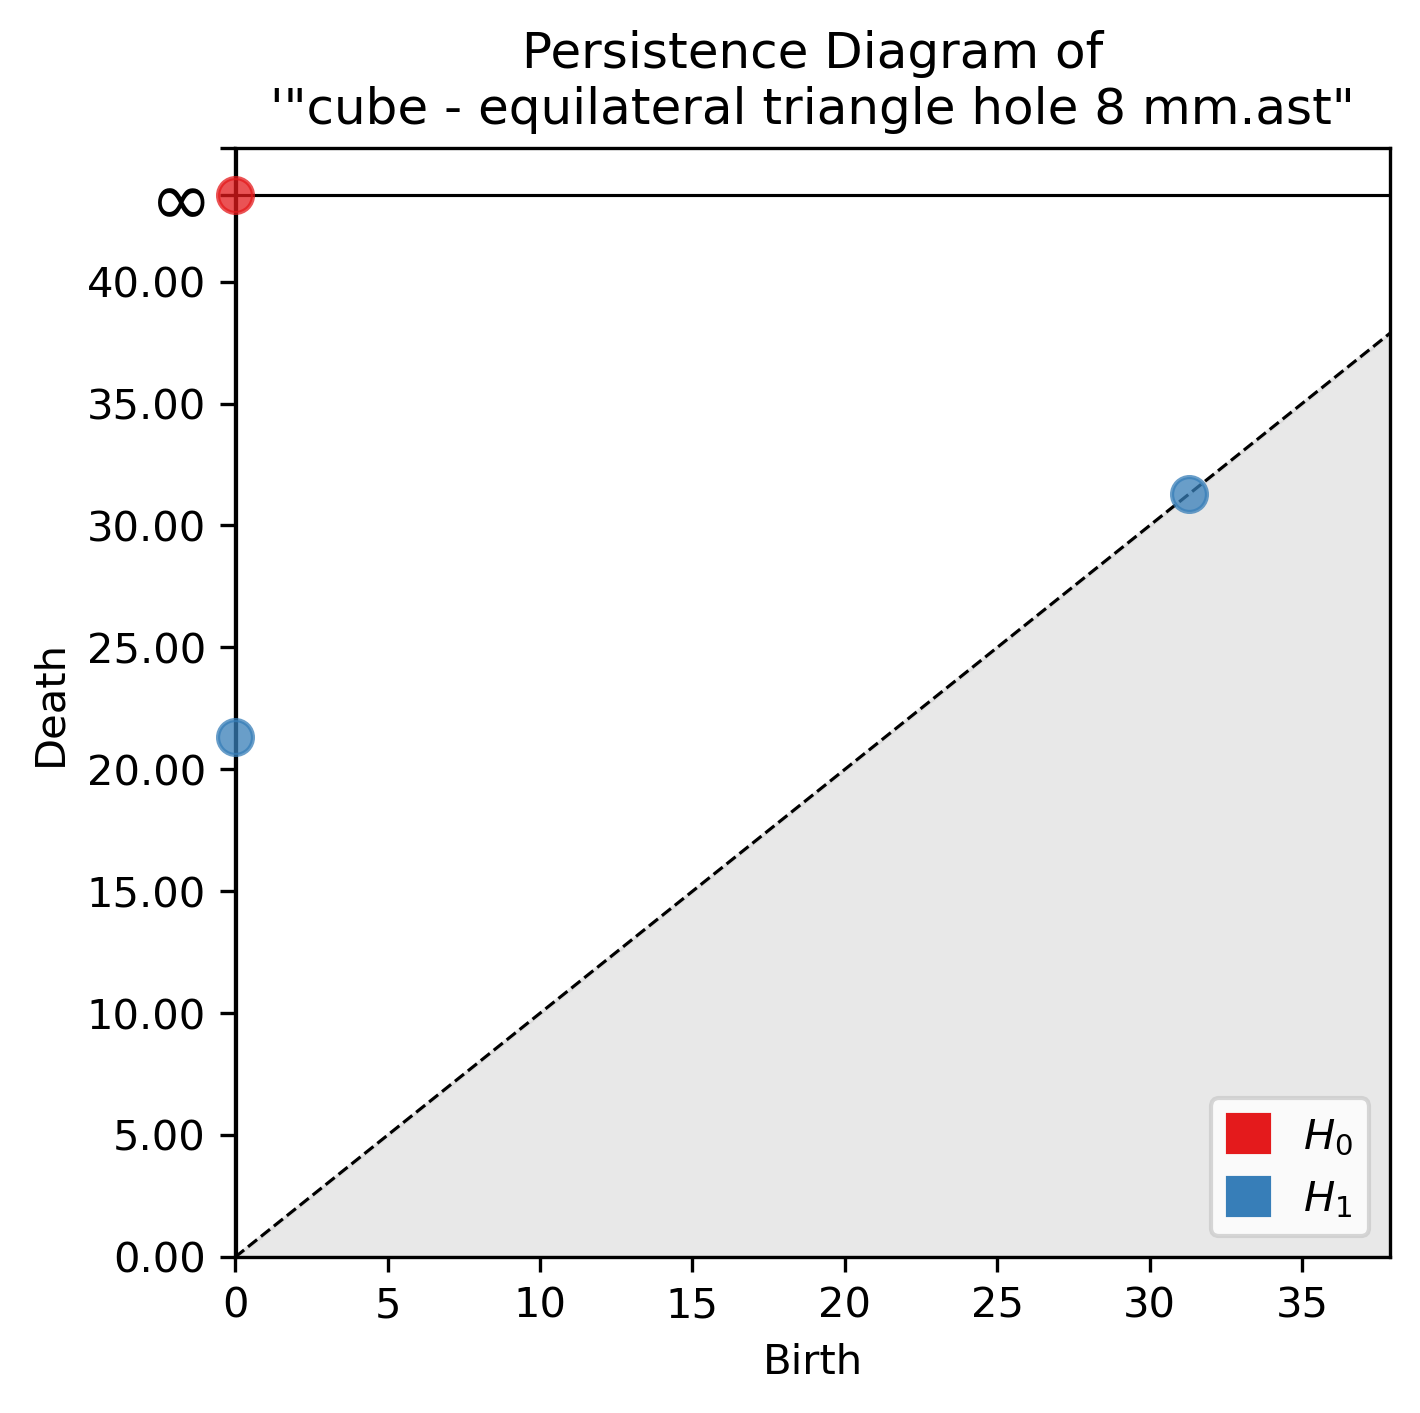 Persistence Diagram of
'"cube - equilateral triangle hole 8 mm.ast"
∞
40.00
35.00
30.00
25.00
20.00
15.00
10.00
5.00
0.00
Death
0 5 10 15 20 25 30 35
Birth
H₀
H₁